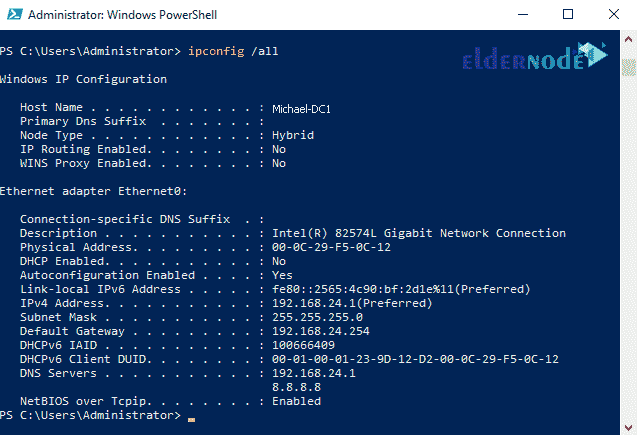 Administrator: Windows PowerShell
PS C:\Users\Administrator> ipconfig /all
eldernode
Windows IP Configuration
Host Name . . . . . . . . . . . . : Michael-DC1
Primary Dns Suffix  . . . . . . . :
Node Type . . . . . . . . . . . . : Hybrid
IP Routing Enabled. . . . . . . . : No
WINS Proxy Enabled. . . . . . . . : No
Ethernet adapter Ethernet0:
Connection-specific DNS Suffix  . :
Description . . . . . . . . . . . : Intel(R) 82574L Gigabit Network Connection
Physical Address. . . . . . . . . : 00-0C-29-F5-0C-12
DHCP Enabled. . . . . . . . . . . : No
Autoconfiguration Enabled . . . . : Yes
Link-local IPv6 Address . . . . . : fe80::2565:4c90:bf:2d1e%11(Preferred)
IPv4 Address. . . . . . . . . . . : 192.168.24.1(Preferred)
Subnet Mask . . . . . . . . . . . : 255.255.255.0
Default Gateway . . . . . . . . . : 192.168.24.254
DHCPv6 IAID . . . . . . . . . . . : 100666409
DHCPv6 Client DUID. . . . . . . . : 00-01-00-01-23-9D-12-D2-00-0C-29-F5-0C-12
DNS Servers . . . . . . . . . . . : 192.168.24.1
8.8.8.8
NetBIOS over Tcpip. . . . . . . . : Enabled
PS C:\Users\Administrator>